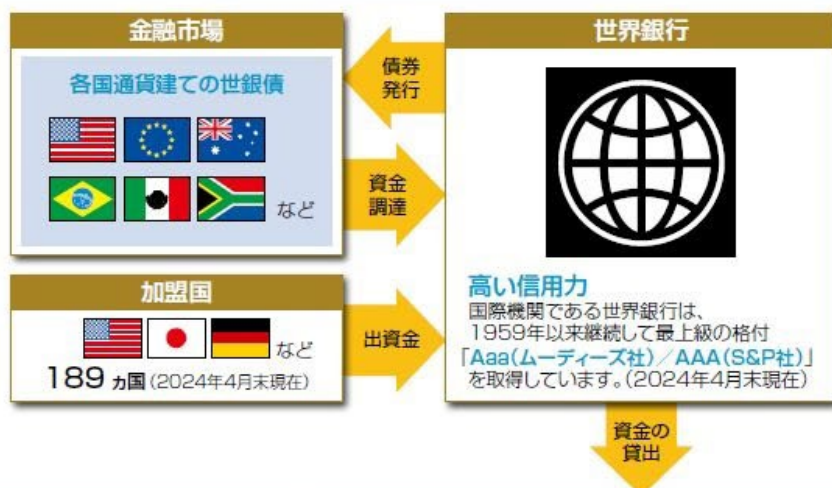 金融市場
各国通貨建ての世銀債
など
債券
発行
資金
調達
加盟国
など
189 ヵ国(2024年4月末現在)
出資金
世界銀行
高い信用力
国際機関である世界銀行は、
1959年以来継続して最上級の格付
「Aaa(ムーディーズ社)/AAA(S&P社)」
を取得しています。(2024年4月末現在)
資金の
貸出